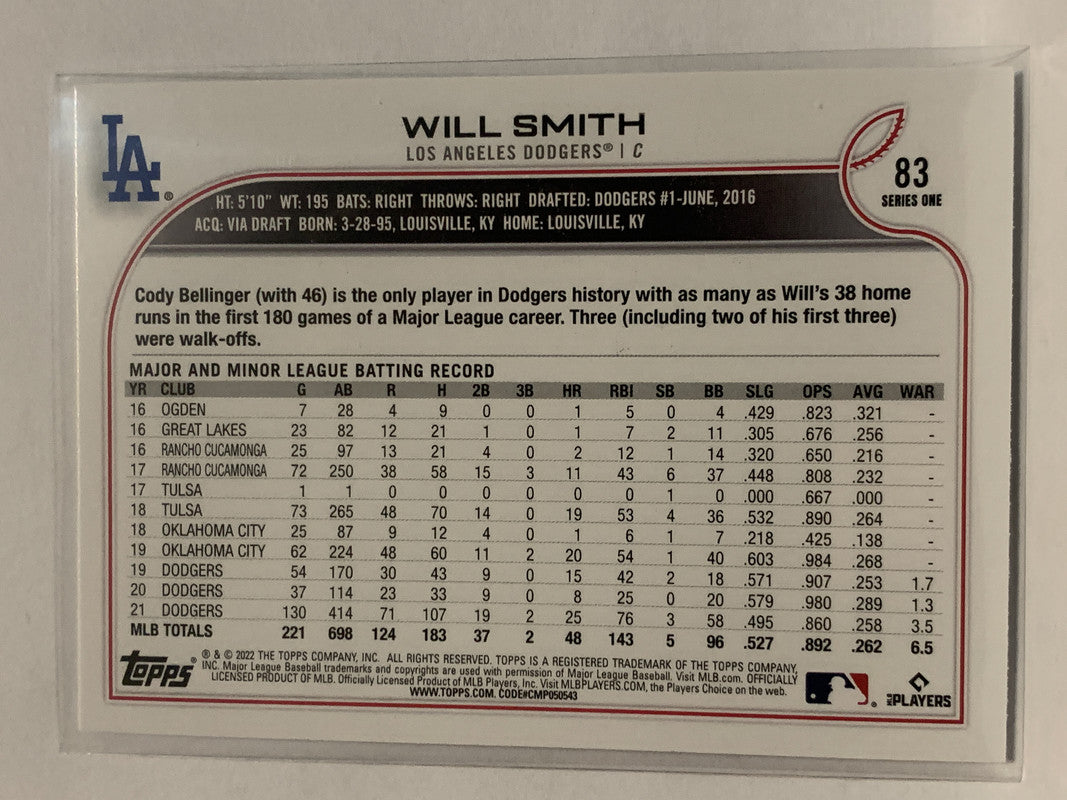 LA®
WILL SMITH
LOS ANGELES DODGERS® | C
83
SERIES ONE
HT: 5'10" WT: 195 BATS: RIGHT THROWS: RIGHT DRAFTED: DODGERS #1-JUNE, 2016
ACQ: VIA DRAFT BORN: 3-28-95, LOUISVILLE, KY HOME: LOUISVILLE, KY
Cody Bellinger (with 46) is the only player in Dodgers history with as many as Will's 38 home
runs in the first 180 games of a Major League career. Three (including two of his first three)
were walk-offs.
MAJOR AND MINOR LEAGUE BATTING RECORD
YR CLUB G AB R H 2B 3B HR RBI SB BB SLG OPS AVG WAR
16 OGDEN 7 28 4 9 0 0 1 5 0 4 .429 .823 .321 -
16 GREAT LAKES 23 82 12 21 1 0 1 7 2 11 .305 .676 .256 -
16 RANCHO CUCAMONGA 25 97 13 21 4 0 2 12 1 14 .320 .650 .216 -
17 RANCHO CUCAMONGA 72 250 38 58 15 3 11 43 6 37 .448 .808 .232 -
17 TULSA 1 1 0 0 0 0 0 0 1 0 .000 .667 .000 -
18 TULSA 73 265 48 70 14 0 19 53 4 36 .532 .890 .264 -
18 OKLAHOMA CITY 25 87 9 12 4 0 1 6 1 7 .218 .425 .138 -
19 OKLAHOMA CITY 62 224 48 60 11 2 20 54 1 40 .603 .984 .268 -
19 DODGERS 54 170 30 43 9 0 15 42 2 18 .571 .907 .253 1.7
20 DODGERS 37 114 23 33 9 0 8 25 0 20 .579 .980 .289 1.3
21 DODGERS 130 414 71 107 19 2 25 76 3 58 .495 .860 .258 3.5
MLB TOTALS 221 698 124 183 37 2 48 143 5 96 .527 .892 .262 6.5
topps®
® & © 2022 THE TOPPS COMPANY, INC. ALL RIGHTS RESERVED. TOPPS IS A REGISTERED TRADEMARK OF THE TOPPS COMPANY,
INC. Major League Baseball trademarks and copyrights are used with permission of Major League Baseball. Visit MLB.com. OFFICIALLY
LICENSED PRODUCT OF MLB. Officially Licensed Product of MLB Players, Inc. Visit MLBPLAYERS.COM, the Players Choice on the web.
WWW.TOPPS.COM. CODE#CMP050543
MLB PLAYERS